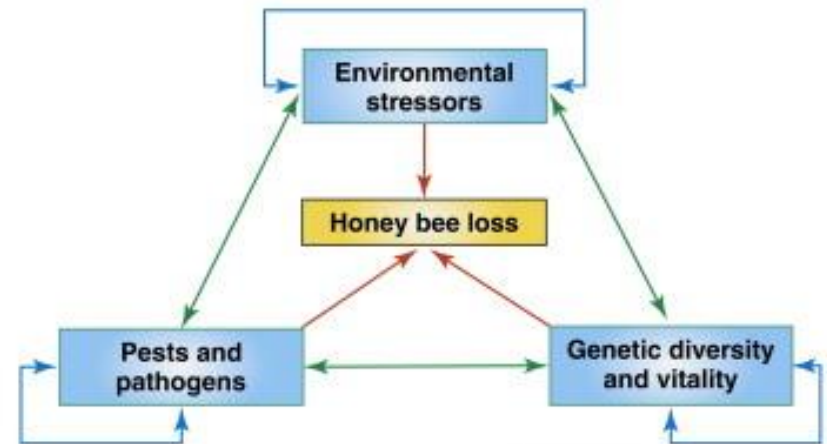 Environmental
stressors
Honey bee loss
Pests and
pathogens
Genetic diversity
and vitality